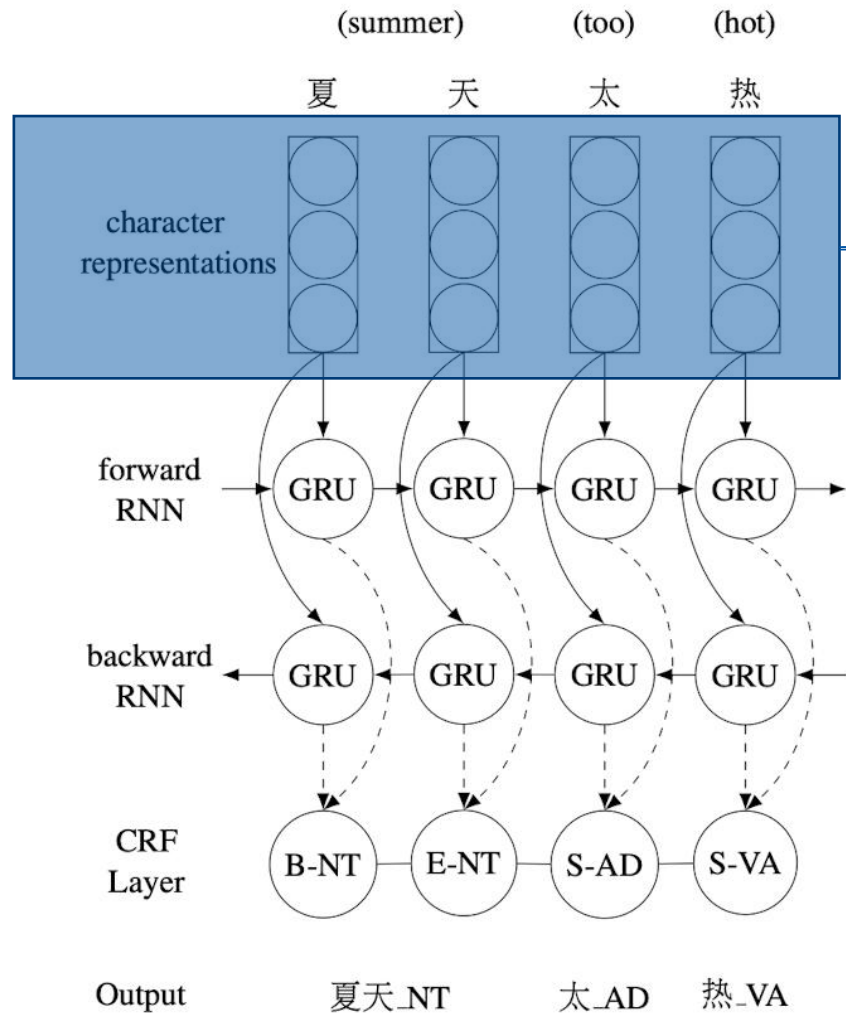 (summer) (too) (hot)
夏 天 太 热
character
representations
forward
RNN
GRU GRU GRU GRU
backward
RNN
GRU GRU GRU GRU
CRF
Layer
B-NT E-NT S-AD S-VA
Output 夏天_NT 太_AD 热_VA